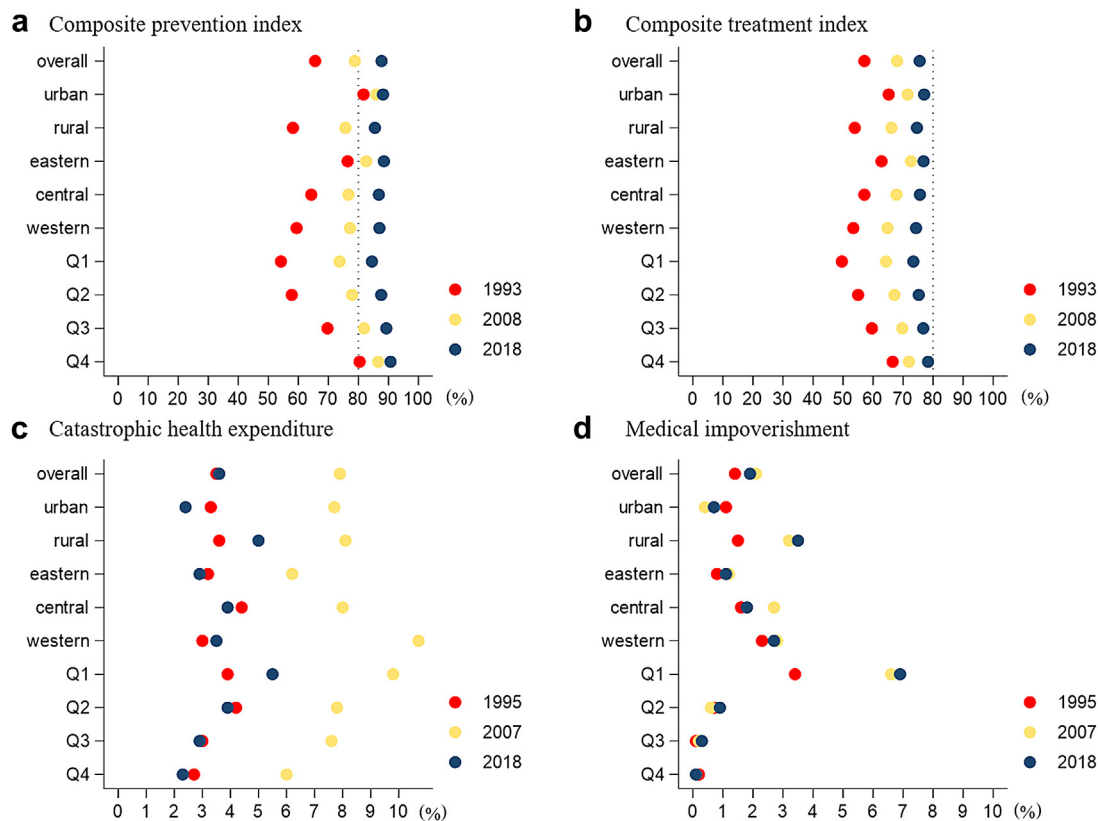 a Composite prevention index
overall
urban
rural
eastern
central
western
Q1
Q2
Q3
Q4
1993
2008
2018
0 10 20 30 40 50 60 70 80 90 100 (%)
b Composite treatment index
overall
urban
rural
eastern
central
western
Q1
Q2
Q3
Q4
1993
2008
2018
0 10 20 30 40 50 60 70 80 90 100 (%)
c Catastrophic health expenditure
overall
urban
rural
eastern
central
western
Q1
Q2
Q3
Q4
1995
2007
2018
0 1 2 3 4 5 6 7 8 9 10 (%)
d Medical impoverishment
overall
urban
rural
eastern
central
western
Q1
Q2
Q3
Q4
1995
2007
2018
0 1 2 3 4 5 6 7 8 9 10 (%)